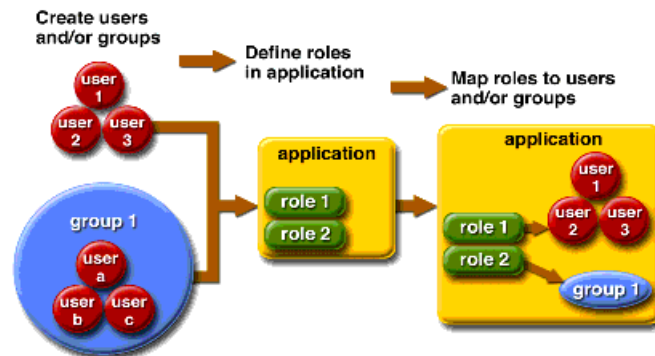 Create users
and/or groups
Define roles
in application
Map roles to users
and/or groups
user
1
user
2
user
3
group 1
user
a
user
b
user
c
application
role 1
role 2
application
user
1
user
2
user
3
role 1
role 2
group 1